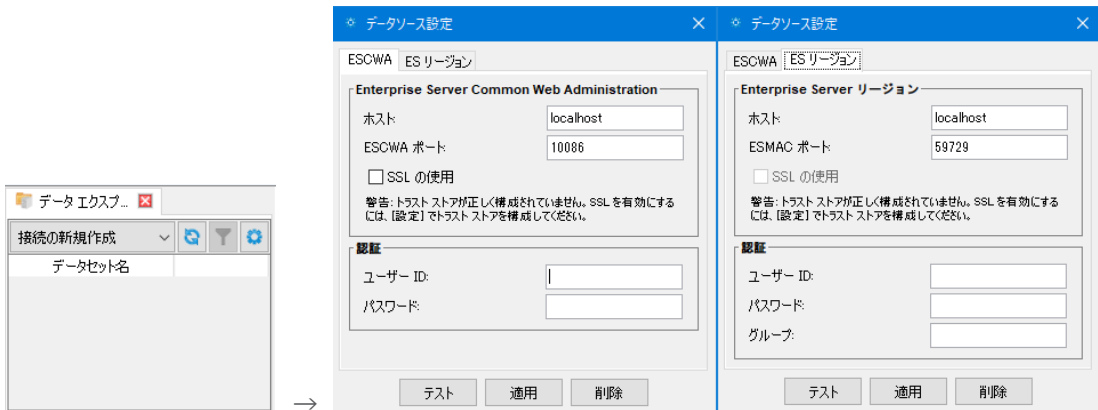 データ エクスプ...
接続の新規作成
データセット名
→
データソース設定
ESCWA ES リージョン
Enterprise Server Common Web Administration
ホスト: localhost
ESCWA ポート: 10086
SSL の使用
警告: トラスト ストアが正しく構成されていません。SSL を有効にする
には、[設定] でトラスト ストアを構成してください。
認証
ユーザー ID:
パスワード:
テスト 適用 削除
データソース設定
ESCWA ES リージョン
Enterprise Server リージョン
ホスト: localhost
ESMAC ポート: 59729
SSL の使用
警告: トラスト ストアが正しく構成されていません。SSL を有効にする
には、[設定] でトラスト ストアを構成してください。
認証
ユーザー ID:
パスワード:
グループ:
テスト 適用 削除